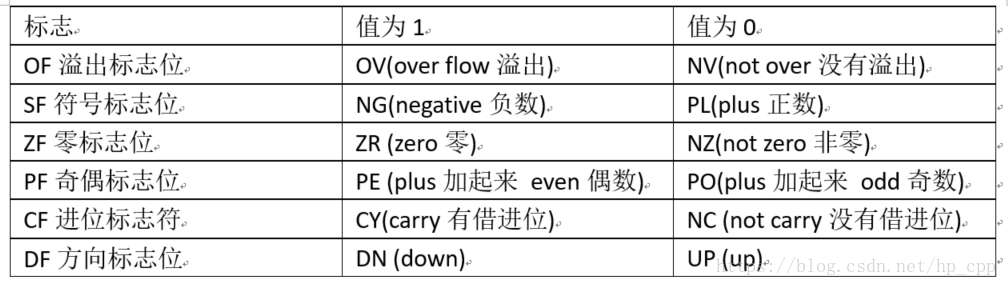 标志 值为 1 值为 0
OF 溢出标志位 OV(over flow 溢出) NV(not over 没有溢出)
SF 符号标志位 NG(negative 负数) PL(plus 正数)
ZF 零标志位 ZR (zero 零) NZ(not zero 非零)
PF 奇偶标志位 PE (plus 加起来 even 偶数) PO(plus 加起来 odd 奇数)
CF 进位标志符 CY(carry 有借进位) NC (not carry 没有借进位)
DF 方向标志位 DN (down) UP (up)
https://blog.csdn.net/hp_cpp